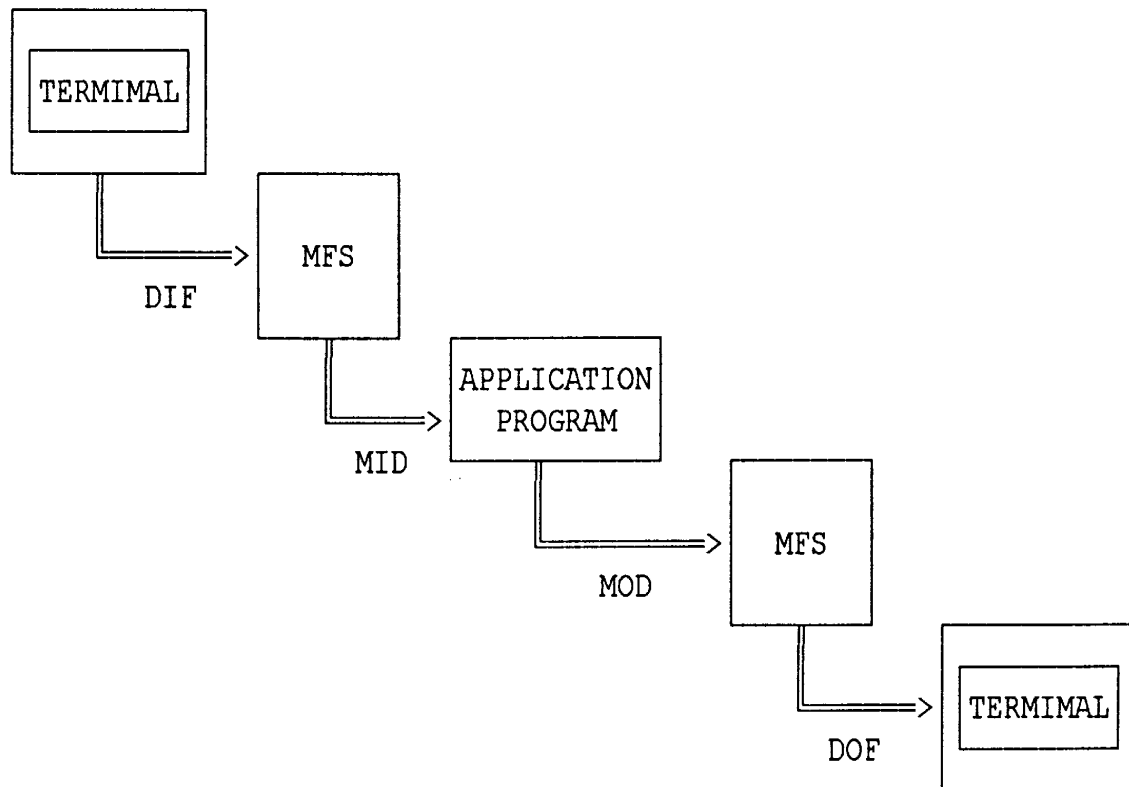 TERMIMAL
MFS
DIF
APPLICATION
PROGRAM
MID
MFS
MOD
TERMIMAL
DOF